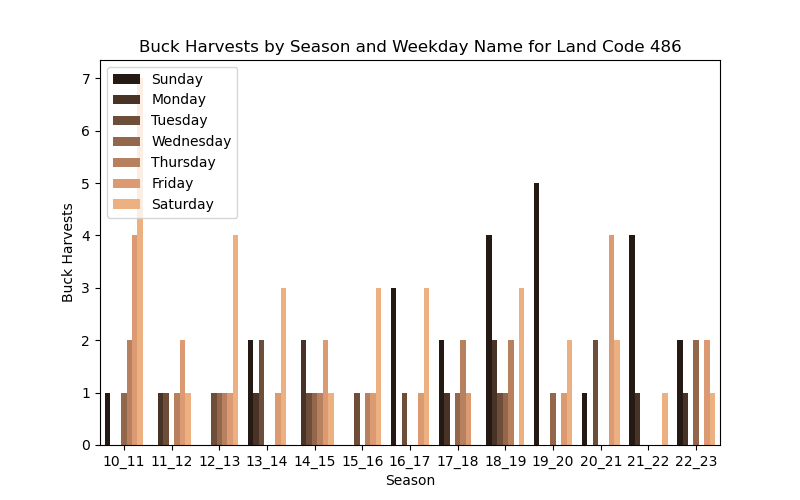 Buck Harvests by Season and Weekday Name for Land Code 486
Buck Harvests
7
6
5
4
3
2
1
0
Sunday
Monday
Tuesday
Wednesday
Thursday
Friday
Saturday
10_11 11_12 12_13 13_14 14_15 15_16 16_17 17_18 18_19 19_20 20_21 21_22 22_23
Season